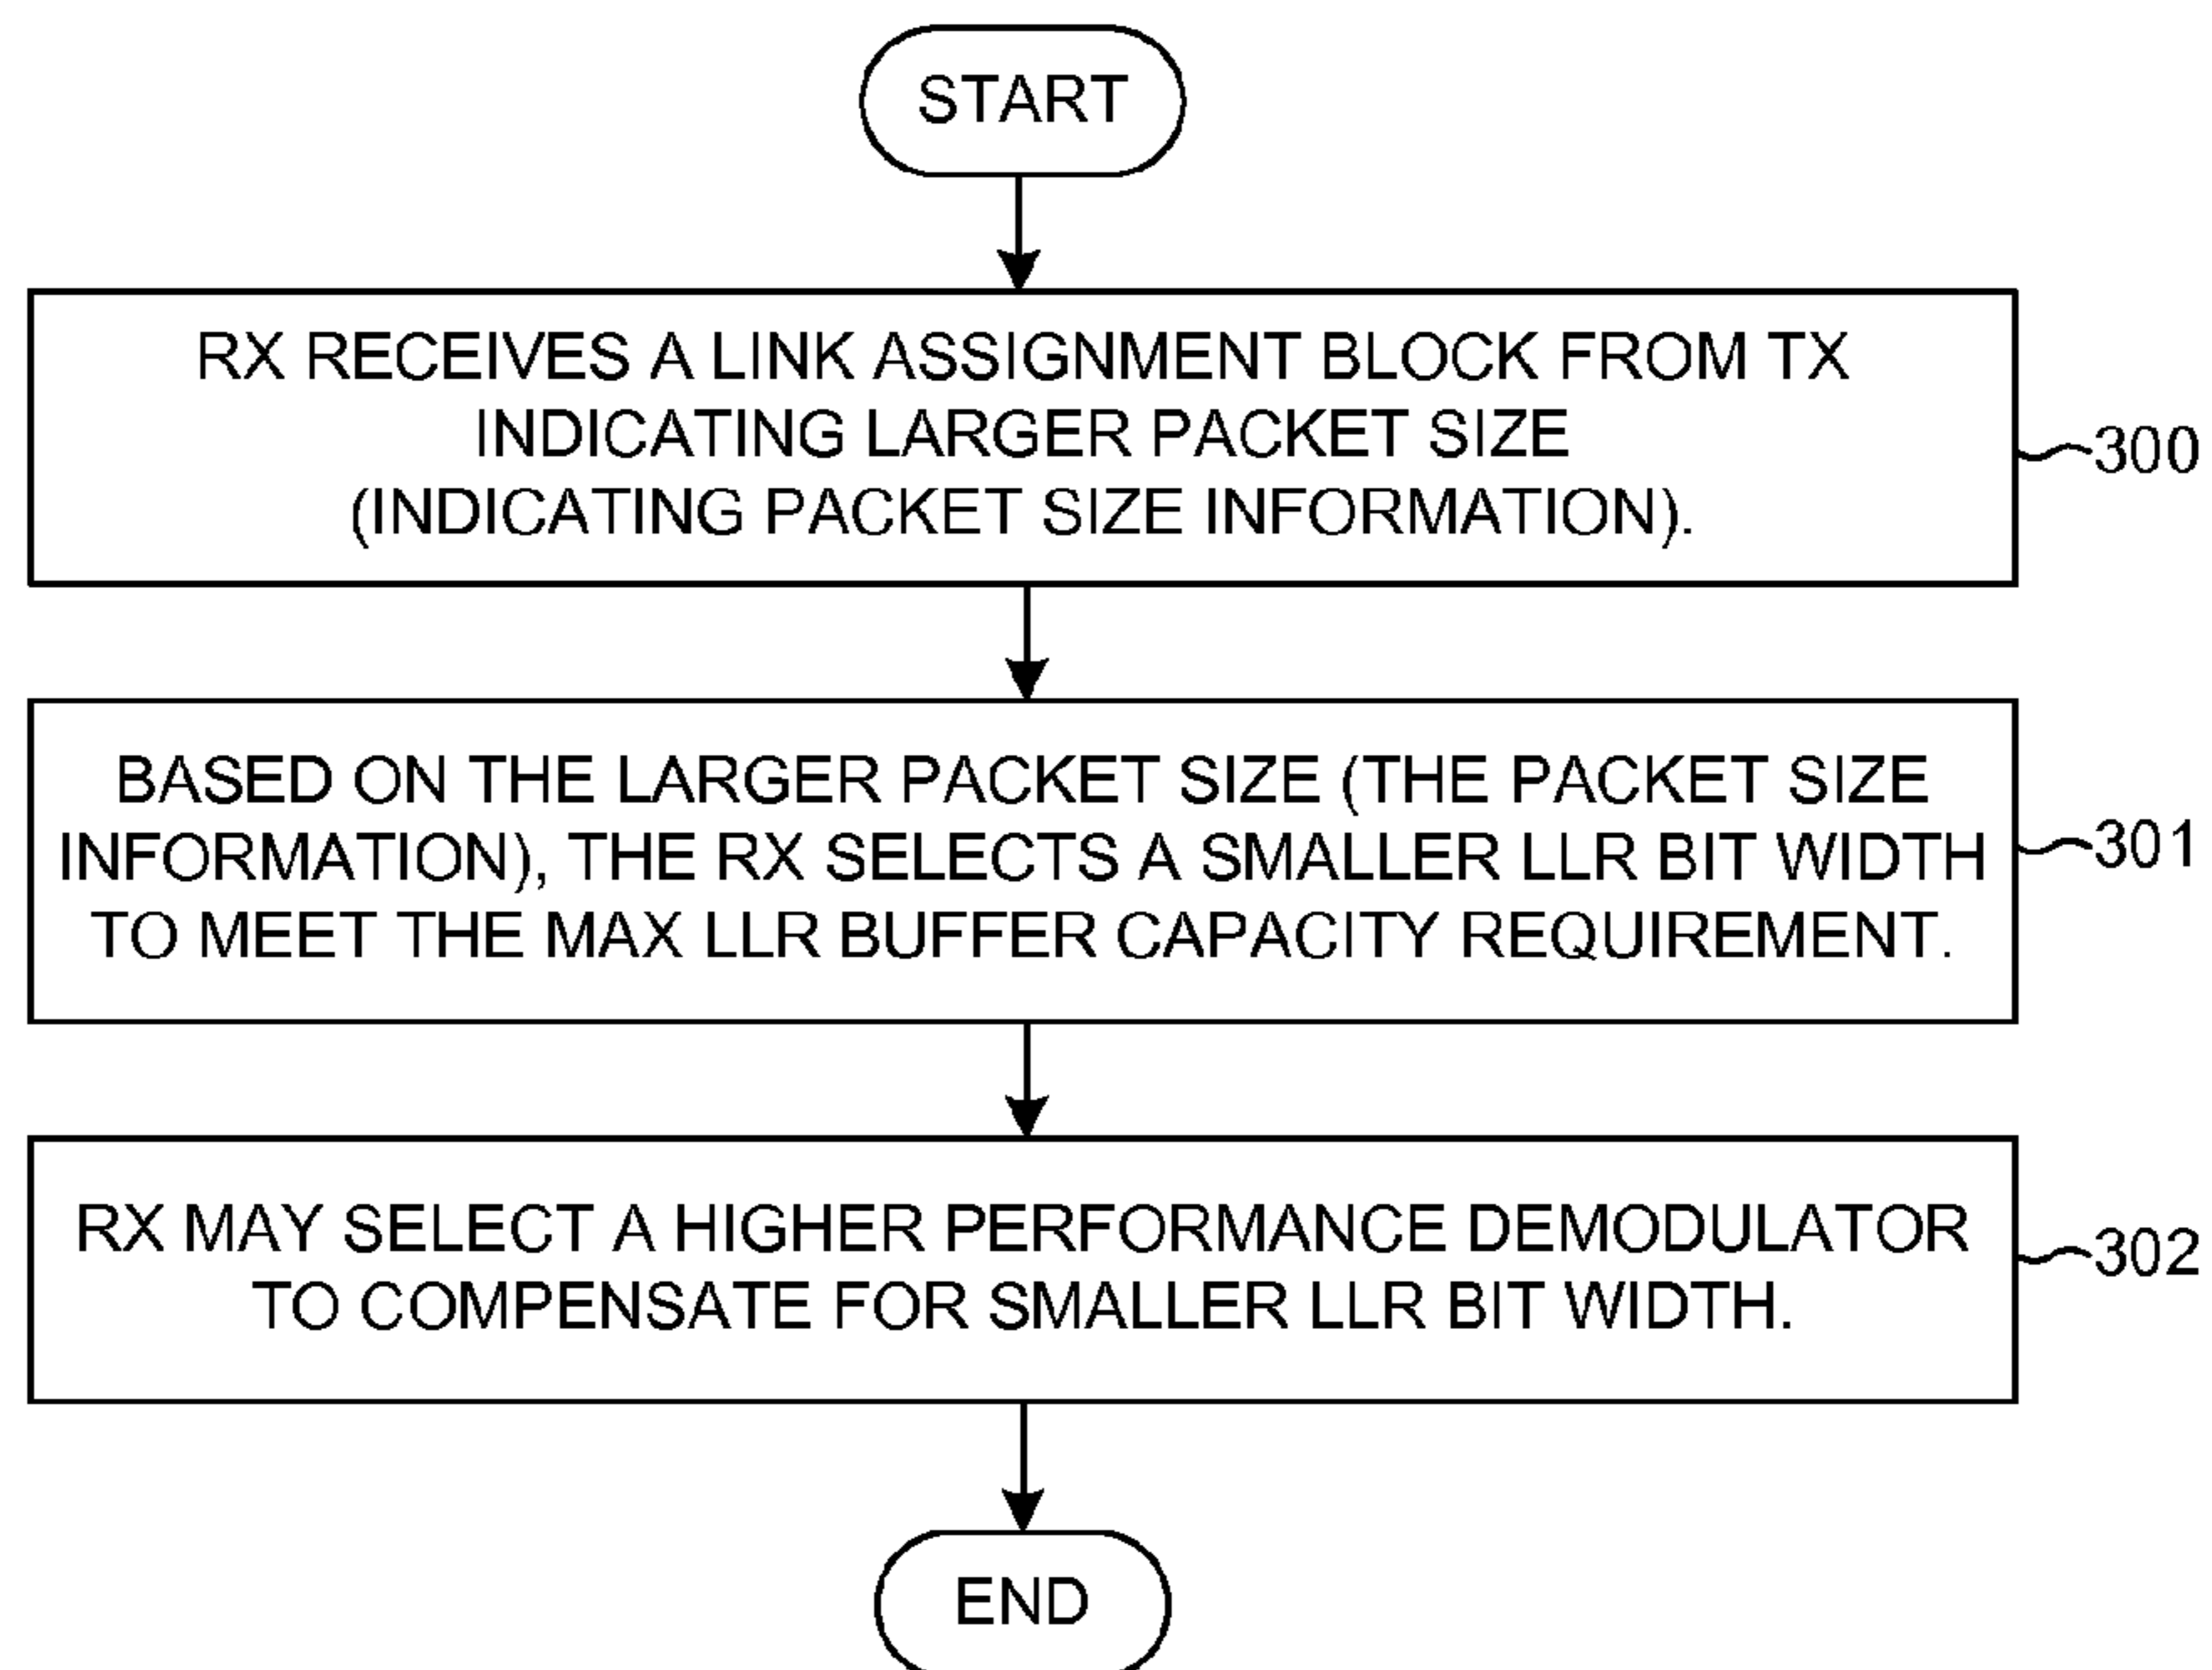 START
RX RECEIVES A LINK ASSIGNMENT BLOCK FROM TX
INDICATING LARGER PACKET SIZE
(INDICATING PACKET SIZE INFORMATION).
300
BASED ON THE LARGER PACKET SIZE (THE PACKET SIZE
INFORMATION), THE RX SELECTS A SMALLER LLR BIT WIDTH
TO MEET THE MAX LLR BUFFER CAPACITY REQUIREMENT.
301
RX MAY SELECT A HIGHER PERFORMANCE DEMODULATOR
TO COMPENSATE FOR SMALLER LLR BIT WIDTH.
302
END